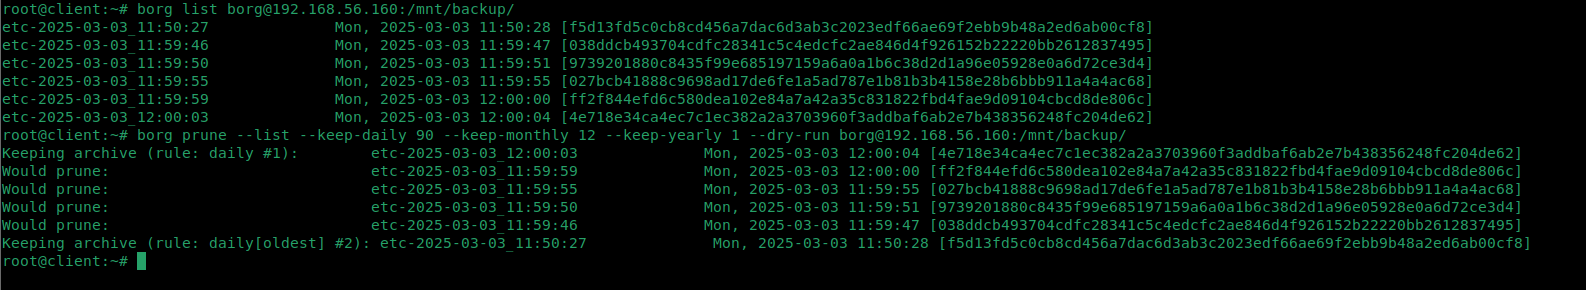 root@client:~# borg list borg@192.168.56.160:/mnt/backup/
etc-2025-03-03_11:50:27 Mon, 2025-03-03 11:50:28 [f5d13fd5c0cb8cd456a7dac6d3ab3c2023edf66ae69f2ebb9b48a2ed6ab00cf8]
etc-2025-03-03_11:59:46 Mon, 2025-03-03 11:59:47 [038ddcb493704cdfc28341c5c4edcfc2ae846d4f926152b22220bb2612837495]
etc-2025-03-03_11:59:50 Mon, 2025-03-03 11:59:51 [9739201880c8435f99e685197159a6a0a1b6c38d2d1a96e05928e0a6d72ce3d4]
etc-2025-03-03_11:59:55 Mon, 2025-03-03 11:59:55 [027bcb41888c9698ad17de6fe1a5ad787e1b81b3b4158e28b6bbb911a4a4ac68]
etc-2025-03-03_11:59:59 Mon, 2025-03-03 12:00:00 [ff2f844efd6c580dea102e84a7a42a35c831822fbd4fae9d09104cbcd8de806c]
etc-2025-03-03_12:00:03 Mon, 2025-03-03 12:00:04 [4e718e34ca4ec7c1ec382a2a3703960f3addbaf6ab2e7b438356248fc204de62]
root@client:~# borg prune --list --keep-daily 90 --keep-monthly 12 --keep-yearly 1 --dry-run borg@192.168.56.160:/mnt/backup/
Keeping archive (rule: daily #1): etc-2025-03-03_12:00:03 Mon, 2025-03-03 12:00:04 [4e718e34ca4ec7c1ec382a2a3703960f3addbaf6ab2e7b438356248fc204de62]
Would prune: etc-2025-03-03_11:59:59 Mon, 2025-03-03 12:00:00 [ff2f844efd6c580dea102e84a7a42a35c831822fbd4fae9d09104cbcd8de806c]
Would prune: etc-2025-03-03_11:59:55 Mon, 2025-03-03 11:59:55 [027bcb41888c9698ad17de6fe1a5ad787e1b81b3b4158e28b6bbb911a4a4ac68]
Would prune: etc-2025-03-03_11:59:50 Mon, 2025-03-03 11:59:51 [9739201880c8435f99e685197159a6a0a1b6c38d2d1a96e05928e0a6d72ce3d4]
Would prune: etc-2025-03-03_11:59:46 Mon, 2025-03-03 11:59:47 [038ddcb493704cdfc28341c5c4edcfc2ae846d4f926152b22220bb2612837495]
Keeping archive (rule: daily[oldest] #2): etc-2025-03-03_11:50:27 Mon, 2025-03-03 11:50:28 [f5d13fd5c0cb8cd456a7dac6d3ab3c2023edf66ae69f2ebb9b48a2ed6ab00cf8]
root@client:~#